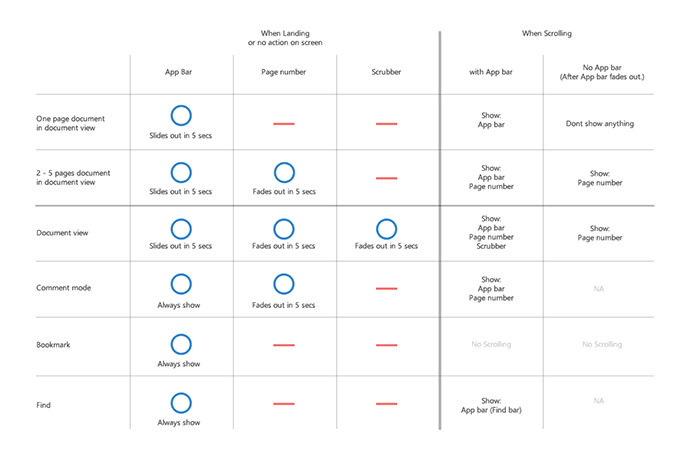 When Landing
or no action on screen
When Scrolling
App Bar
Page number
Scrubber
with App bar
No App bar
(After App bar fades out.)
One page document
in document view
Slides out in 5 secs
Show:
App bar
Dont show anything
2 - 5 pages document
in document view
Slides out in 5 secs
Fades out in 5 secs
Show:
App bar
Page number
Show:
Page number
Document view
Slides out in 5 secs
Fades out in 5 secs
Fades out in 5 secs
Show:
App bar
Page number
Scrubber
Show:
Page number
Comment mode
Always show
Fades out in 5 secs
Show:
App bar
Page number
NA
Bookmark
Always show
No Scrolling
No Scrolling
Find
Always show
Show:
App bar (Find bar)
NA